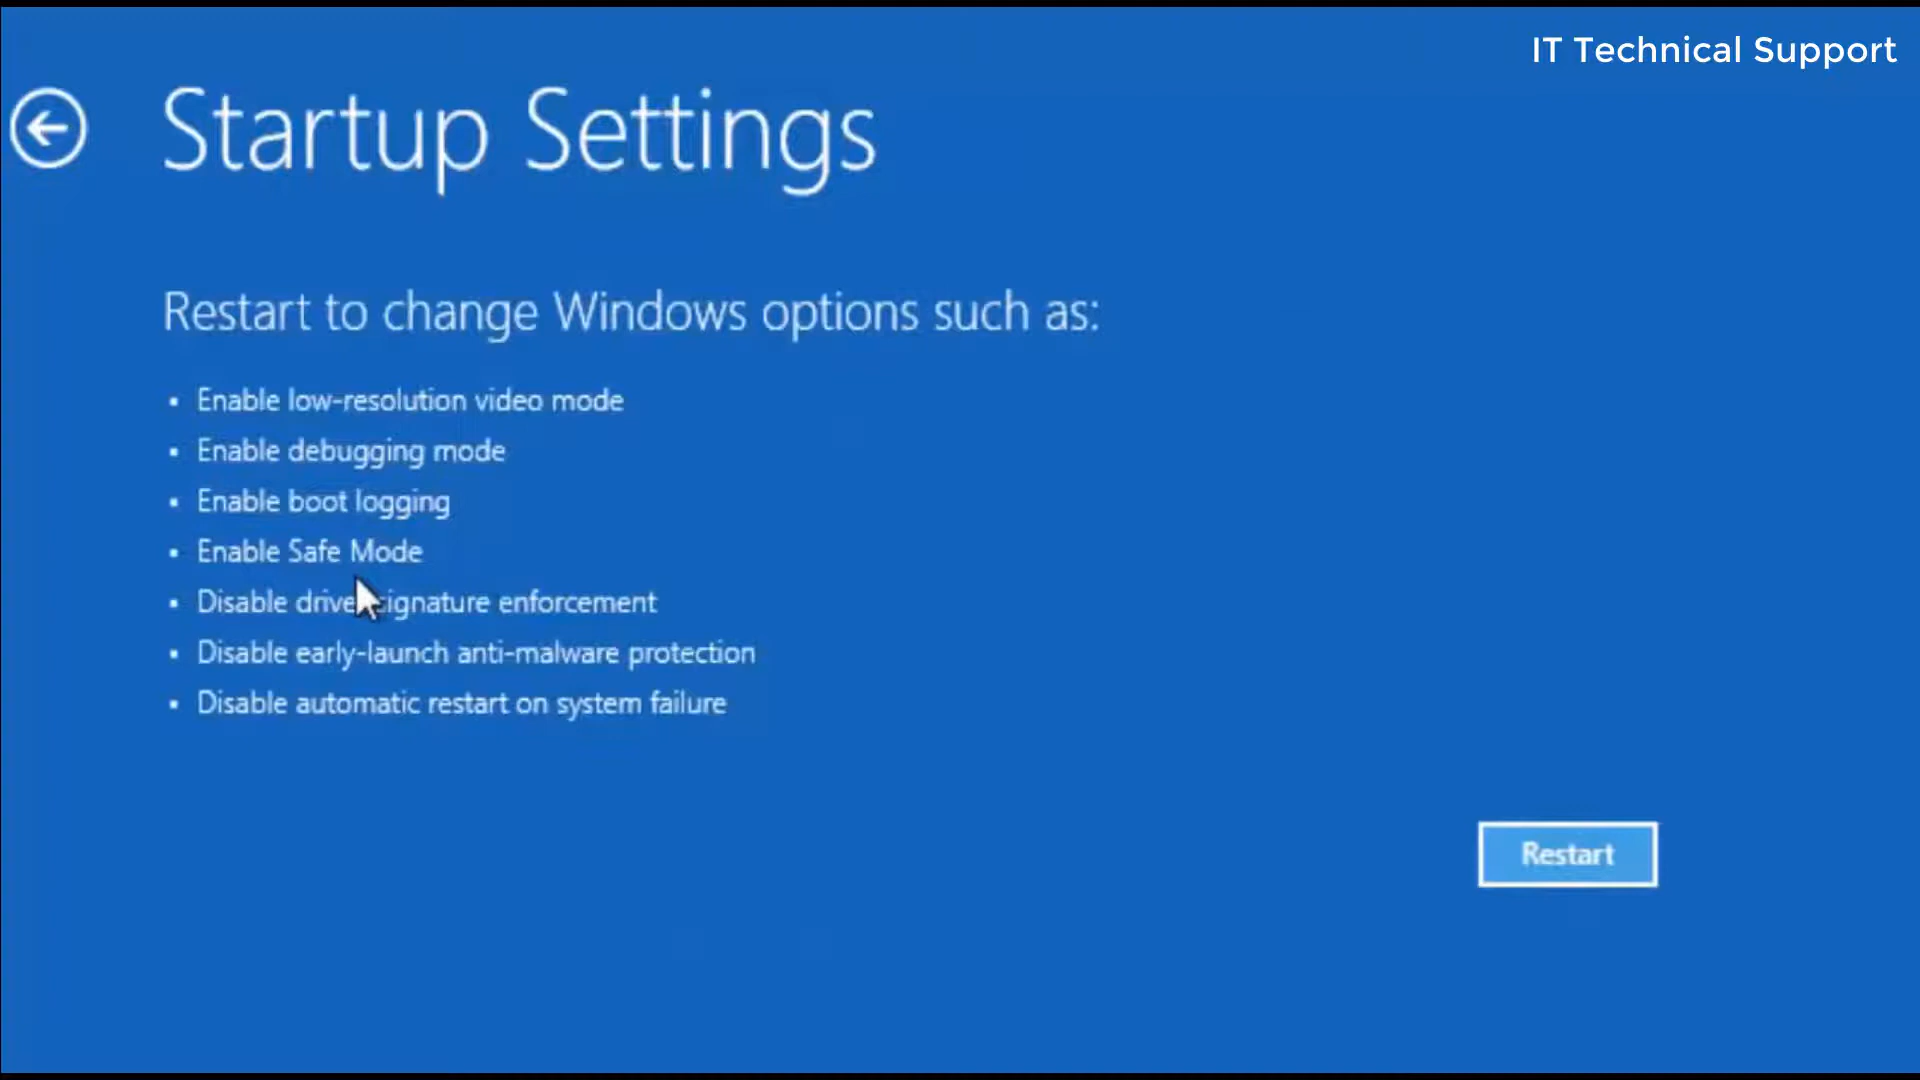 IT Technical Support
Startup Settings
Restart to change Windows options such as:
Enable low-resolution video mode
Enable debugging mode
Enable boot logging
Enable Safe Mode
Disable driver signature enforcement
Disable early-launch anti-malware protection
Disable automatic restart on system failure
Restart